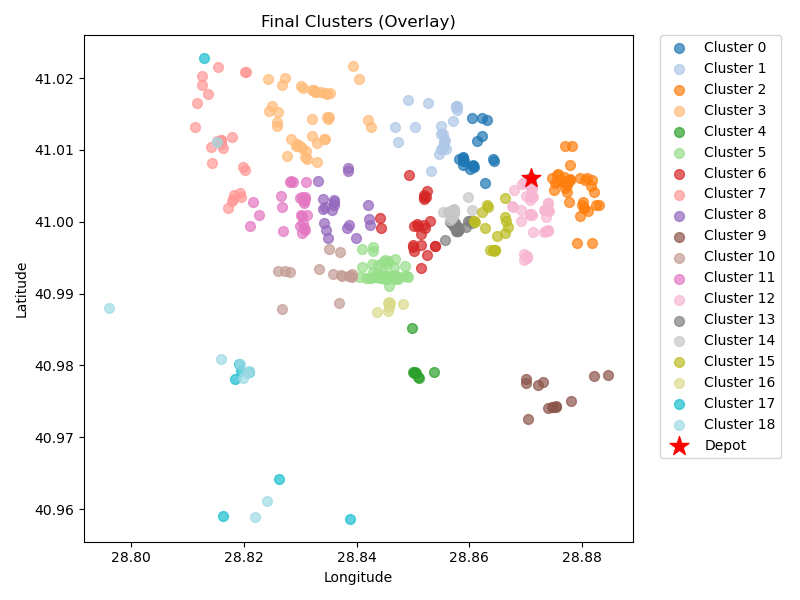 Final Clusters (Overlay)
41.02
41.01
41.00
40.99
40.98
40.97
40.96
Latitude
28.80 28.82 28.84 28.86 28.88
Longitude
Cluster 0
Cluster 1
Cluster 2
Cluster 3
Cluster 4
Cluster 5
Cluster 6
Cluster 7
Cluster 8
Cluster 9
Cluster 10
Cluster 11
Cluster 12
Cluster 13
Cluster 14
Cluster 15
Cluster 16
Cluster 17
Cluster 18
Depot